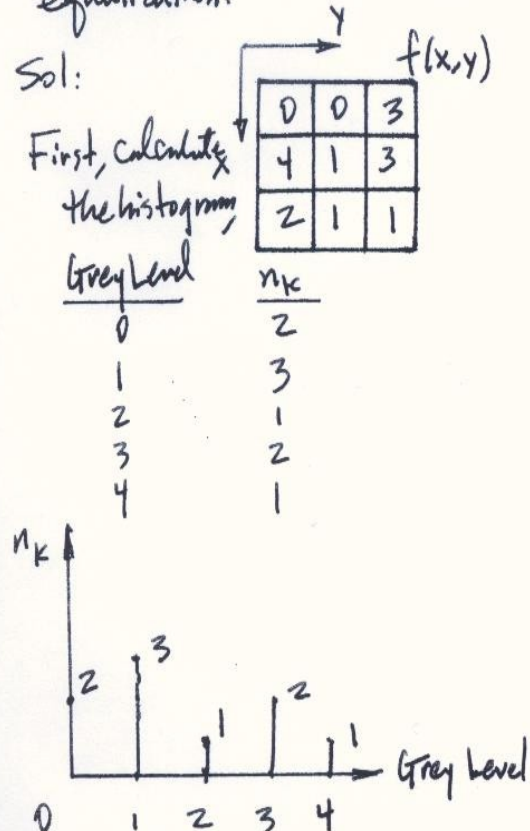 equalization.
Y
Sol:
f(x,y)
0 0 3
First, calculate
x
4 1 3
the histogram,
2 1 1
Grey Level nk
0 2
1 3
2 1
3 2
4 1
nk
3
2
2
1
1
Grey Level
0 1 2 3 4